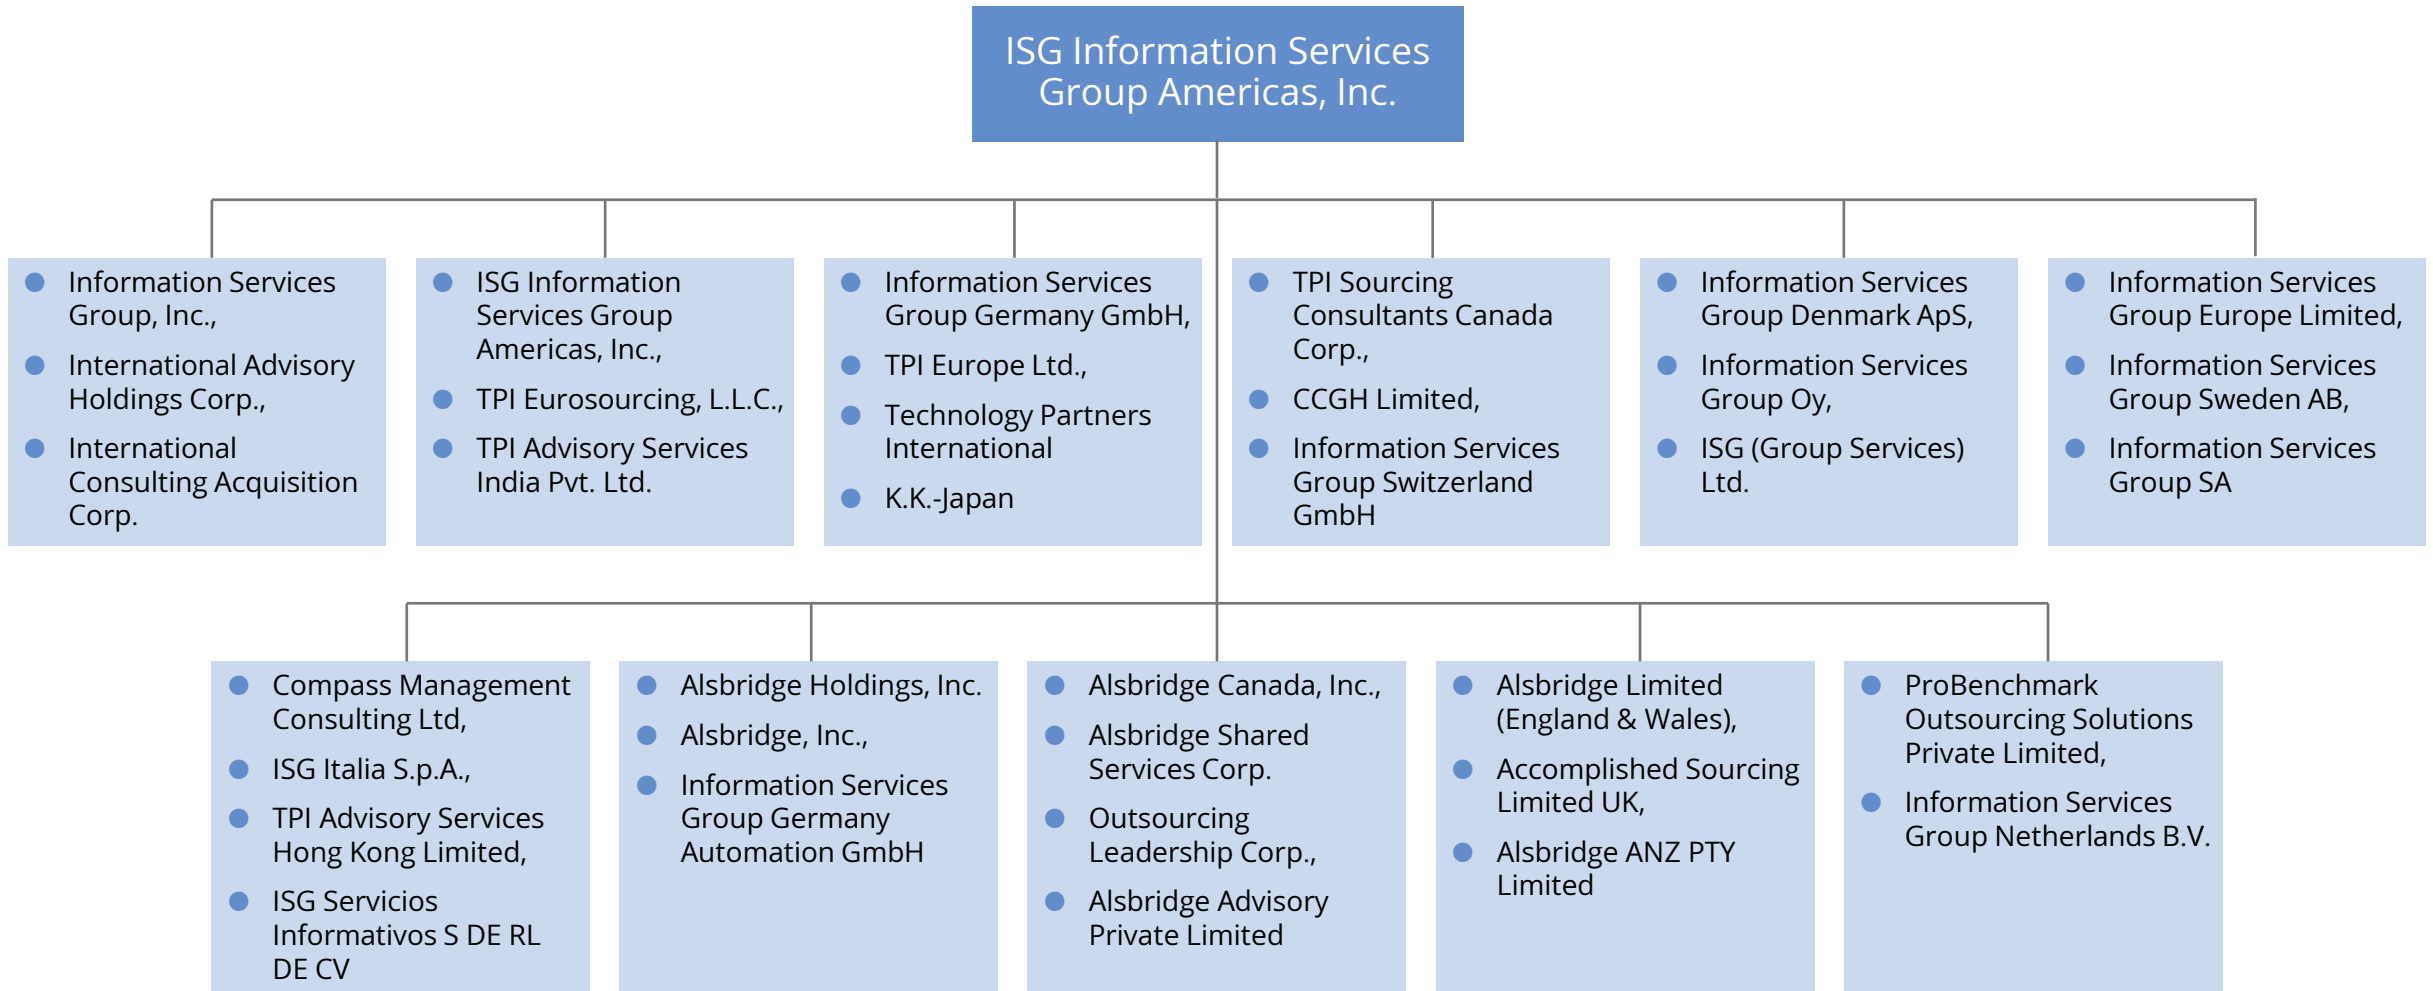 ISG Information Services
Group Americas, Inc.
Information Services
Group, Inc.,
International Advisory
Holdings Corp.,
International
Consulting Acquisition
Corp.
ISG Information
Services Group
Americas, Inc.,
TPI Eurosourcing, L.L.C.,
TPI Advisory Services
India Pvt. Ltd.
Information Services
Group Germany GmbH,
TPI Europe Ltd.,
Technology Partners
International
K.K.-Japan
TPI Sourcing
Consultants Canada
Corp.,
CCGH Limited,
Information Services
Group Switzerland
GmbH
Information Services
Group Denmark ApS,
Information Services
Group Oy,
ISG (Group Services)
Ltd.
Information Services
Group Europe Limited,
Information Services
Group Sweden AB,
Information Services
Group SA
Compass Management
Consulting Ltd,
ISG Italia S.p.A.,
TPI Advisory Services
Hong Kong Limited,
ISG Servicios
Informativos S DE RL
DE CV
Alsbridge Holdings, Inc.
Alsbridge, Inc.,
Information Services
Group Germany
Automation GmbH
Alsbridge Canada, Inc.,
Alsbridge Shared
Services Corp.
Outsourcing
Leadership Corp.,
Alsbridge Advisory
Private Limited
Alsbridge Limited
(England & Wales),
Accomplished Sourcing
Limited UK,
Alsbridge ANZ PTY
Limited
ProBenchmark
Outsourcing Solutions
Private Limited,
Information Services
Group Netherlands B.V.